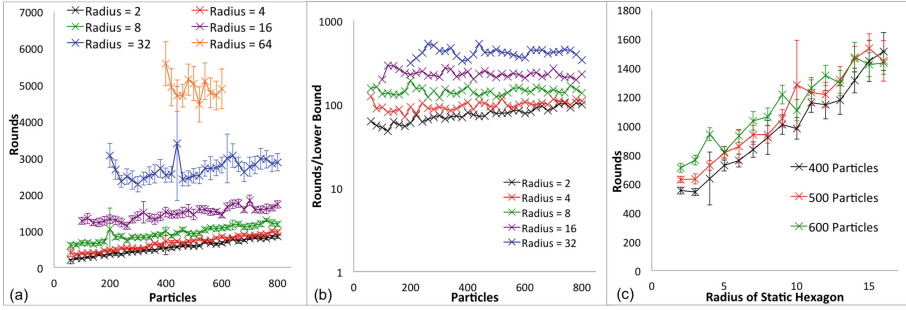 Radius = 2
Radius = 4
Radius = 8
Radius = 16
Radius = 32
Radius = 64
Rounds
7000
6000
5000
4000
3000
2000
1000
0
0
200
400
600
800
Particles
(a)
Rounds/Lower Bound
1000
100
10
1
Radius = 2
Radius = 4
Radius = 8
Radius = 16
Radius = 32
0
200
400
600
800
Particles
(b)
Rounds
1800
1600
1400
1200
1000
800
600
400
200
0
400 Particles
500 Particles
600 Particles
0
5
10
15
Radius of Static Hexagon
(c)